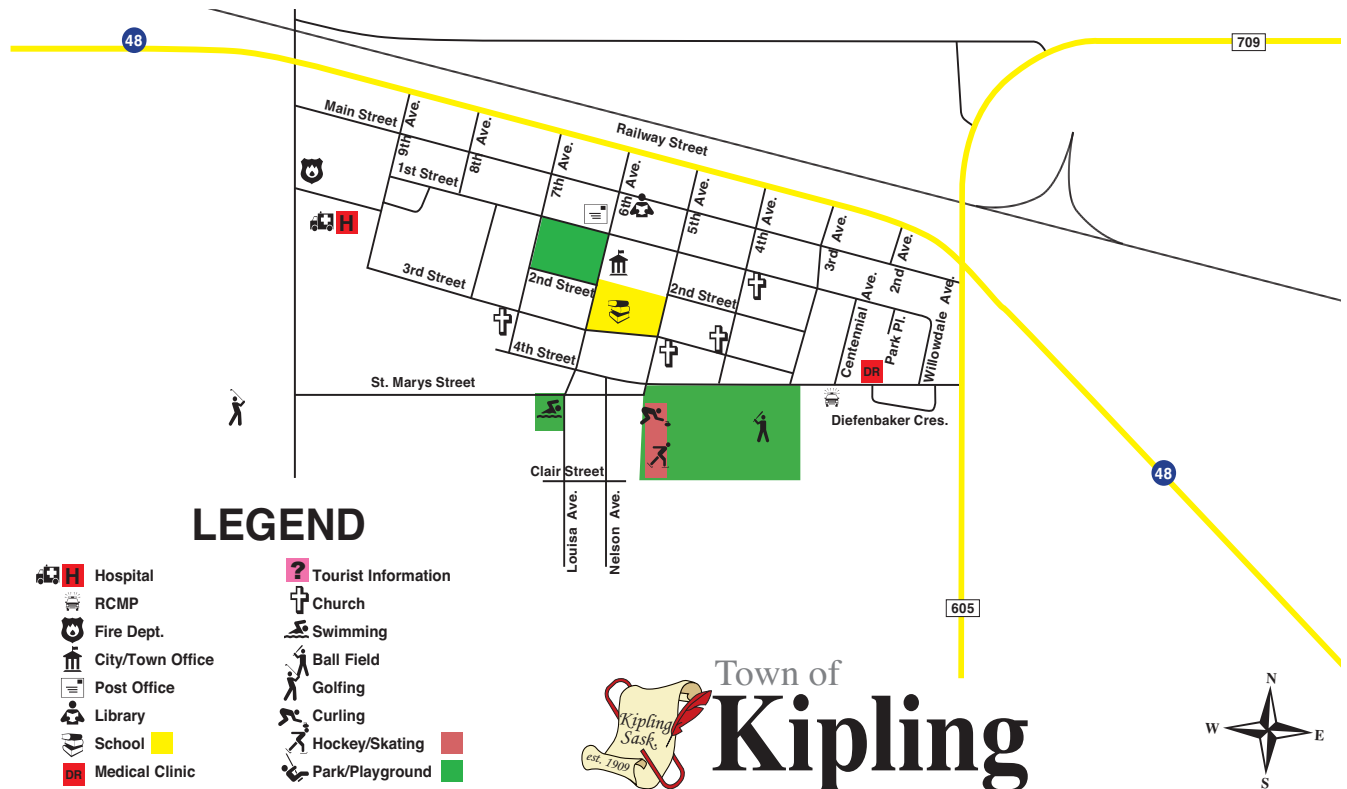 48
709
Main Street
9th Ave.
8th Ave.
7th Ave.
6th Ave.
5th Ave.
4th Ave.
3rd Ave.
2nd Ave.
Railway Street
1st Street
H
3rd Street
2nd Street
2nd Street
4th Street
Centennial Ave.
Park Pl.
Willowdale Ave.
DR
St. Marys Street
Diefenbaker Cres.
Clair Street
Louisa Ave.
Nelson Ave.
48
605
LEGEND
H Hospital
RCMP
Fire Dept.
City/Town Office
Post Office
Library
School
DR Medical Clinic
? Tourist Information
Church
Swimming
Ball Field
Golfing
Curling
Hockey/Skating
Park/Playground
Kipling
Sask.
est. 1909
Town of
Kipling
N
W
E
S